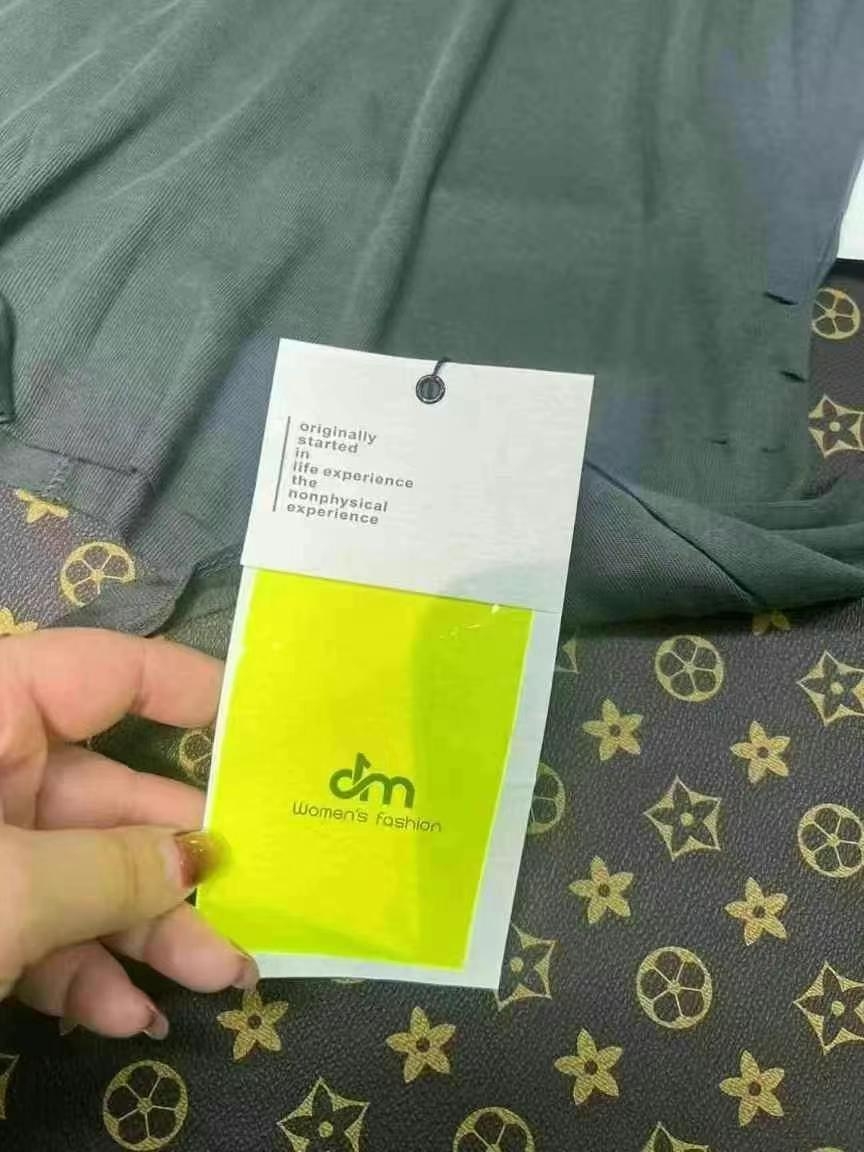 originally
started
in
life experience
the
nonphysical
experience
dm
Women's fashion